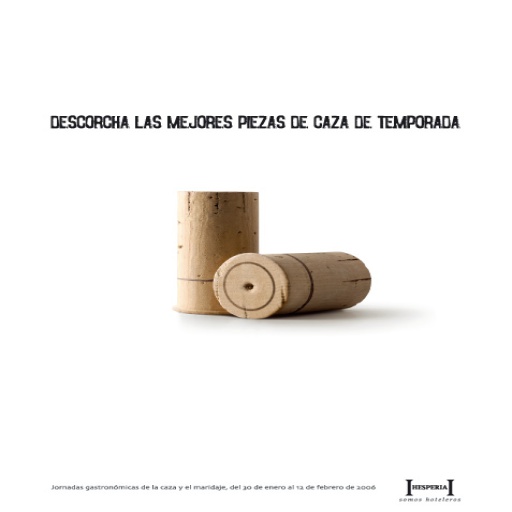 DESCORCHA LAS MEJORES PIEZAS DE CAZA DE TEMPORADA
Jornadas gastronómicas de la caza y el maridaje, del 30 de enero al 12 de febrero de 2006
HESPERIA
somos hoteleros